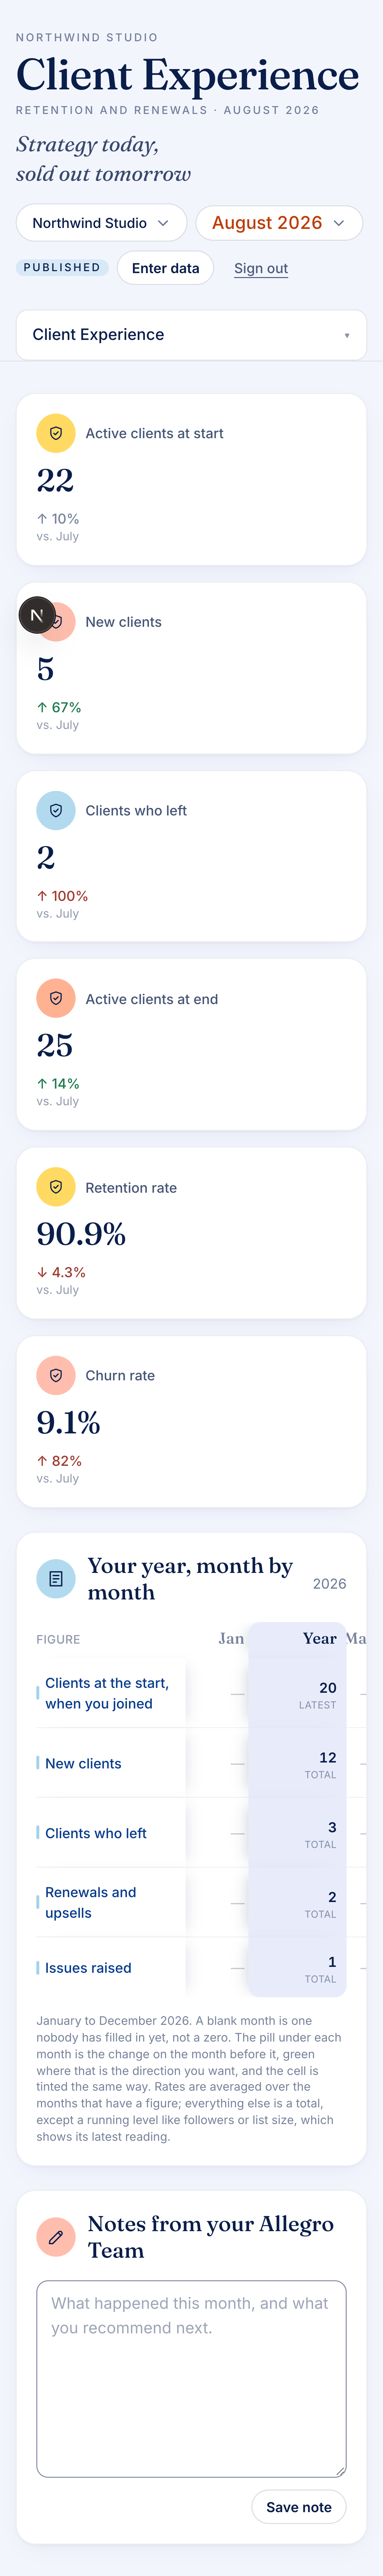 NORTHWIND STUDIO
Client Experience
RETENTION AND RENEWALS · AUGUST 2026
Strategy today,
sold out tomorrow
Northwind Studio
August 2026
PUBLISHED
Enter data
Sign out
Client Experience
Active clients at start
22
↑ 10%
vs. July
N
New clients
5
↑ 67%
vs. July
Clients who left
2
↑ 100%
vs. July
Active clients at end
25
↑ 14%
vs. July
Retention rate
90.9%
↓ 4.3%
vs. July
Churn rate
9.1%
↑ 82%
vs. July
Your year, month by
month
2026
FIGURE Jan Year Ma
Clients at the start,
when you joined
— 20 —
LATEST
New clients — 12 —
TOTAL
Clients who left — 3 —
TOTAL
Renewals and
upsells
— 2 —
TOTAL
Issues raised — 1 —
TOTAL
January to December 2026. A blank month is one
nobody has filled in yet, not a zero. The pill under each
month is the change on the month before it, green
where that is the direction you want, and the cell is
tinted the same way. Rates are averaged over the
months that have a figure; everything else is a total,
except a running level like followers or list size, which
shows its latest reading.
Notes from your Allegro
Team
What happened this month, and what
you recommend next.
Save note